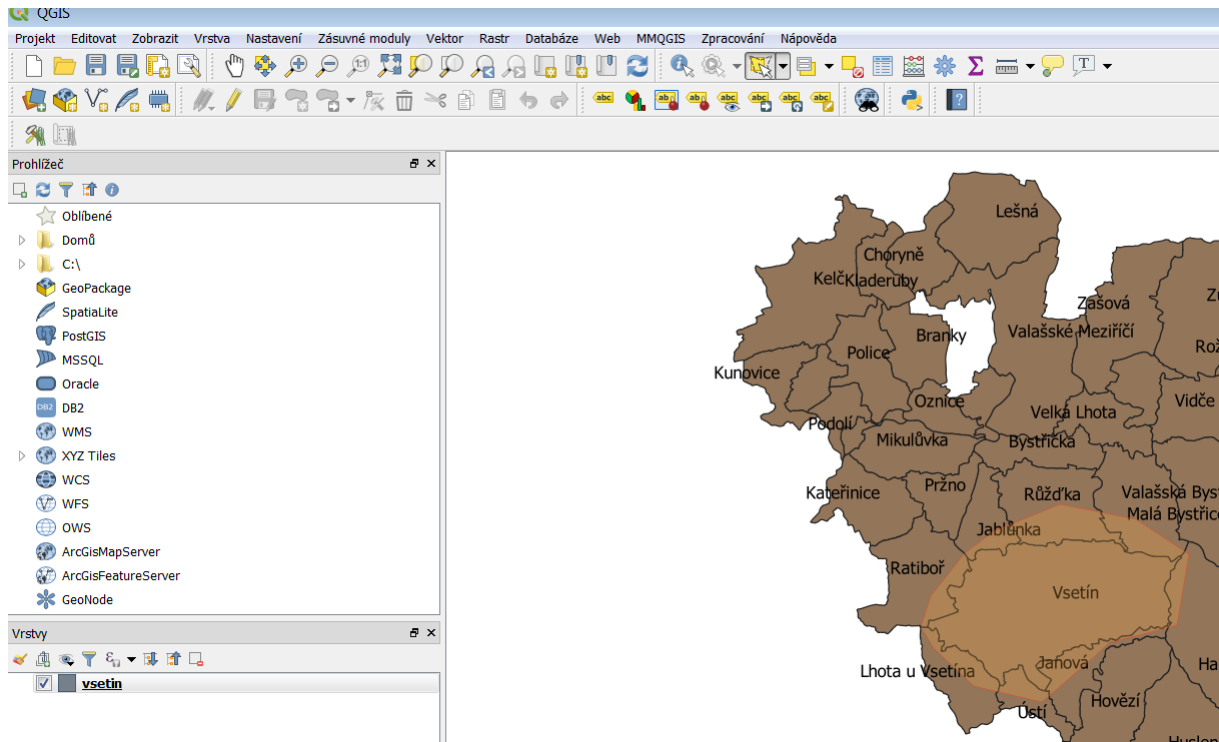 QGIS
Projekt Editovat Zobrazit Vrstva Nastavení Zásuvné moduly Vektor Rastr Databáze Web MMQGIS Zpracování Nápověda
Prohlížeč
Oblíbené
Domů
C:\
GeoPackage
SpatiaLite
PostGIS
MSSQL
Oracle
DB2
WMS
XYZ Tiles
WCS
WFS
OWS
ArcGisMapServer
ArcGisFeatureServer
GeoNode
Vrstvy
vsetin
Lešná
Choryně
Kelč
Kladeruby
Zašová
Branky
Valašské Meziříčí
Police
Kunovice
Oznice
Vidče
Podolí
Velká Lhota
Mikulůvka
Bystřička
Kateřinice
Pržno
Růžďka
Valašská Bys
Malá Bystřice
Jablůnka
Ratiboř
Vsetín
Janová
Lhota u Vsetína
Ha
Ústí
Hovězí